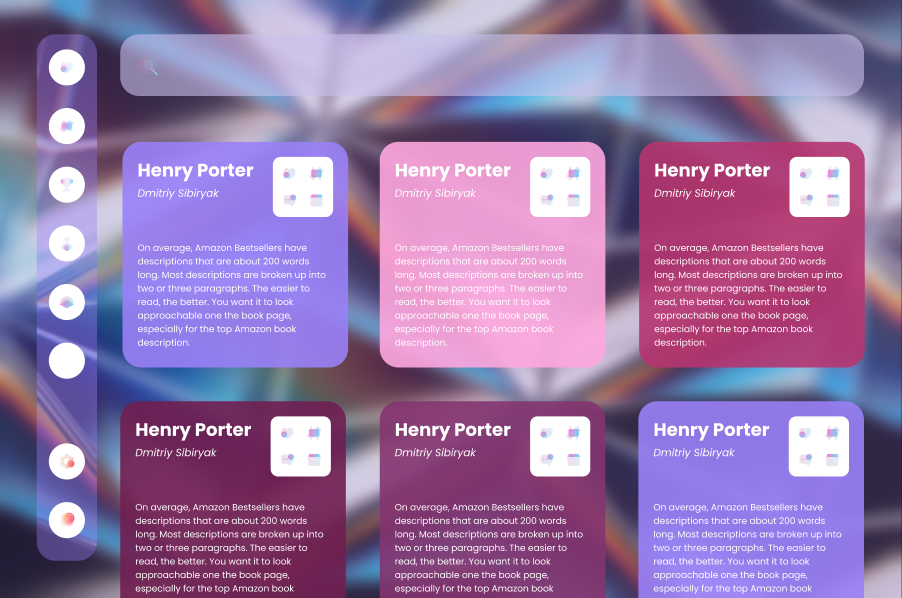 Henry Porter
Dmitriy Sibiryak
On average, Amazon Bestsellers have
descriptions that are about 200 words
long. Most descriptions are broken up into
two or three paragraphs. The easier to
read, the better. You want it to look
approachable one the book page,
especially for the top Amazon book
description.
Henry Porter
Dmitriy Sibiryak
On average, Amazon Bestsellers have
descriptions that are about 200 words
long. Most descriptions are broken up into
two or three paragraphs. The easier to
read, the better. You want it to look
approachable one the book page,
especially for the top Amazon book
description.
Henry Porter
Dmitriy Sibiryak
On average, Amazon Bestsellers have
descriptions that are about 200 words
long. Most descriptions are broken up into
two or three paragraphs. The easier to
read, the better. You want it to look
approachable one the book page,
especially for the top Amazon book
description.
Henry Porter
Dmitriy Sibiryak
On average, Amazon Bestsellers have
descriptions that are about 200 words
long. Most descriptions are broken up into
two or three paragraphs. The easier to
read, the better. You want it to look
approachable one the book page,
especially for the top Amazon book
Henry Porter
Dmitriy Sibiryak
On average, Amazon Bestsellers have
descriptions that are about 200 words
long. Most descriptions are broken up into
two or three paragraphs. The easier to
read, the better. You want it to look
approachable one the book page,
especially for the top Amazon book
Henry Porter
Dmitriy Sibiryak
On average, Amazon Bestsellers have
descriptions that are about 200 words
long. Most descriptions are broken up into
two or three paragraphs. The easier to
read, the better. You want it to look
approachable one the book page,
especially for the top Amazon book